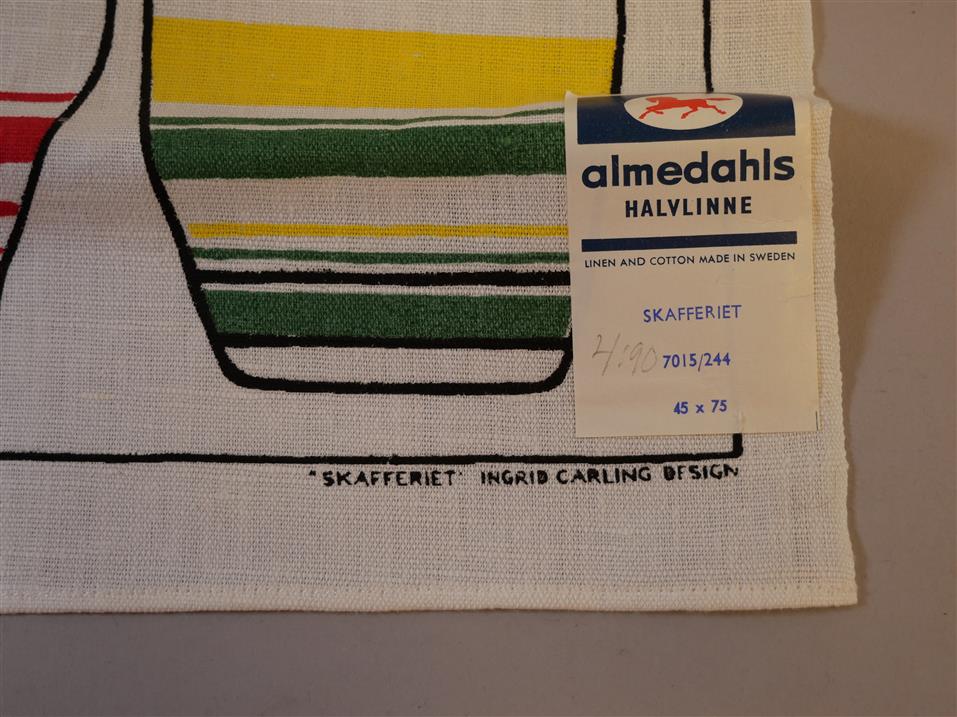 almedahls
HALVLINNE
LINEN AND COTTON MADE IN SWEDEN
SKAFFERIET
4:90 7015/244
45 x 75
"SKAFFERIET" INGRID CARLING DESIGN